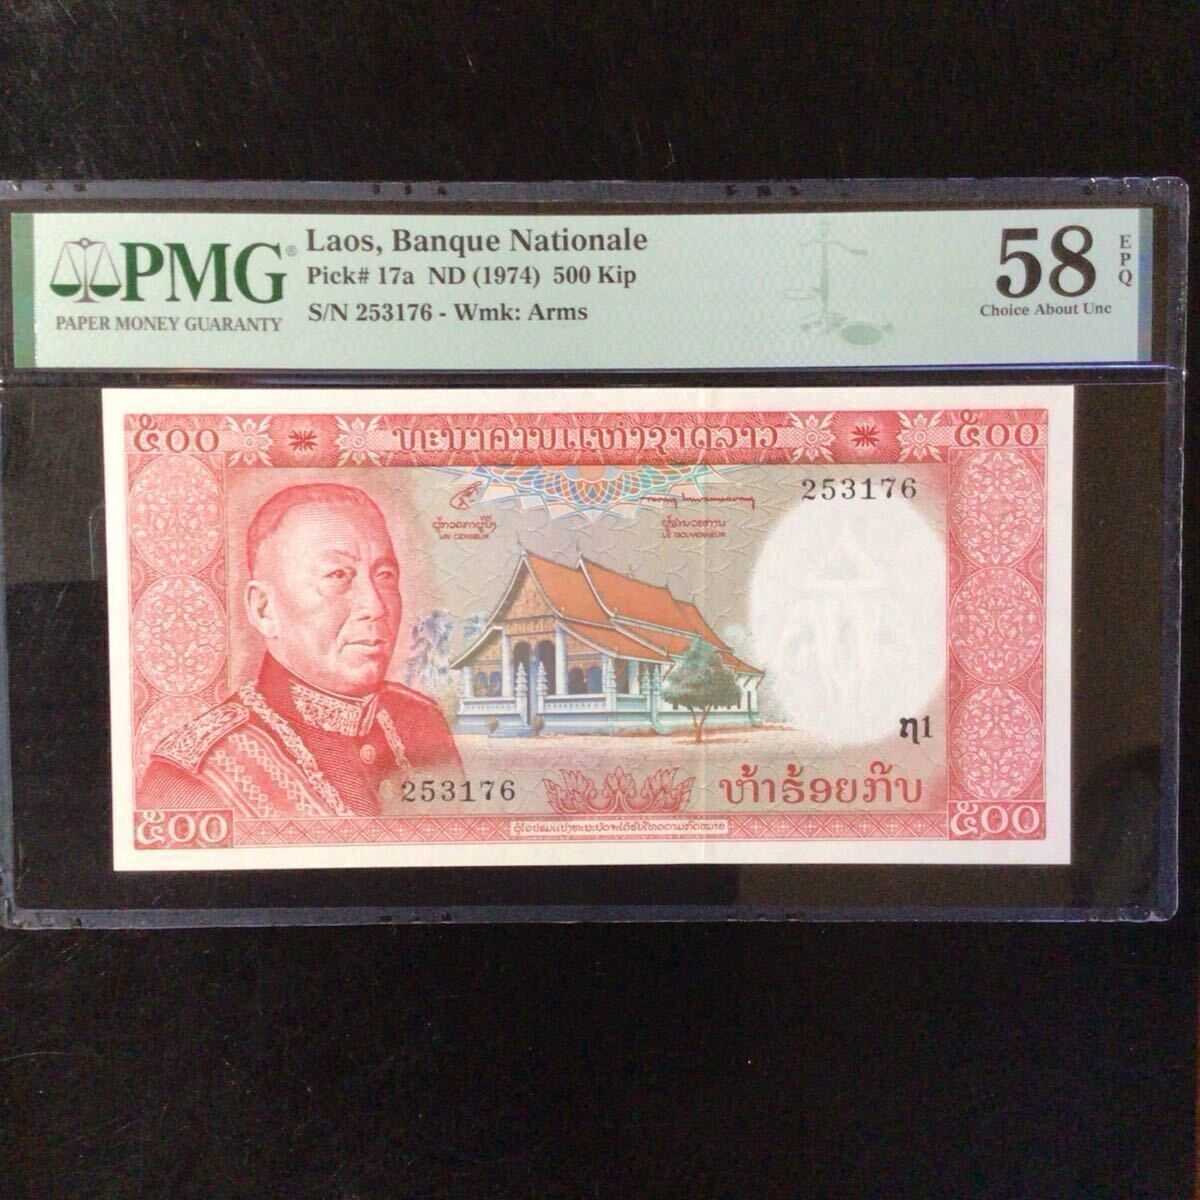 PMG®
PAPER MONEY GUARANTY
Laos, Banque Nationale
Pick# 17a ND (1974) 500 Kip
S/N 253176 - Wmk: Arms
58
EPQ
Choice About Unc
໕໐໐ ທະນາຄານແຫ່ງຊາດລາວ ໕໐໐
253176
UN CENSEUR
LE GOUVERNEUR
ກ1
253176
ຫ້າຮ້ອຍກີບ
໕໐໐ ໕໐໐